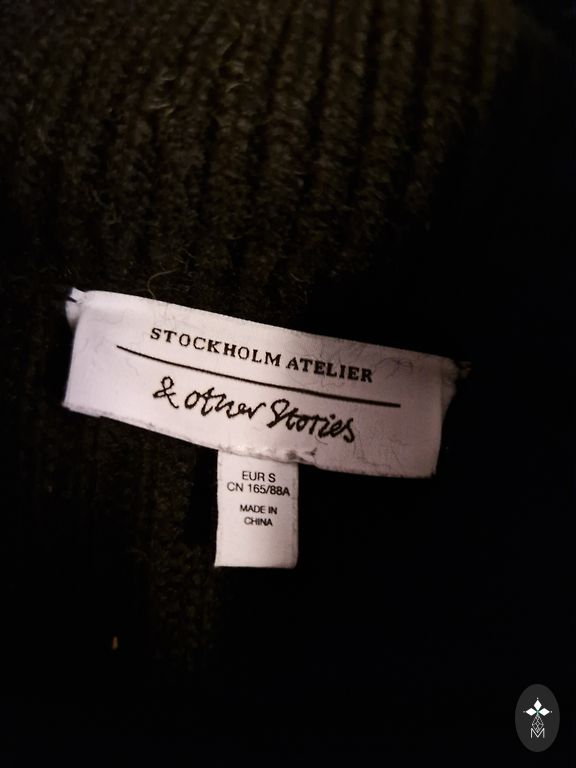 STOCKHOLM ATELIER
& other Stories
EUR S
CN 165/88A
MADE IN
CHINA
M